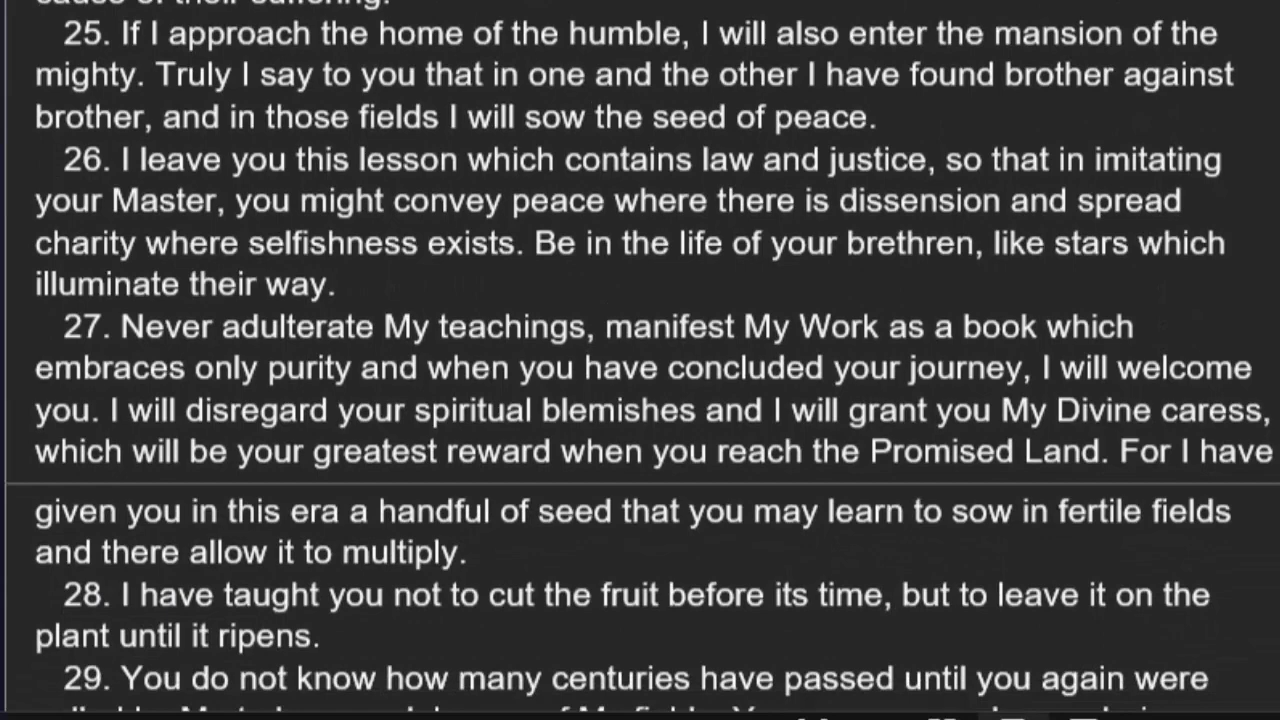 cause of their suffering.
25. If I approach the home of the humble, I will also enter the mansion of the
mighty. Truly I say to you that in one and the other I have found brother against
brother, and in those fields I will sow the seed of peace.
26. I leave you this lesson which contains law and justice, so that in imitating
your Master, you might convey peace where there is dissension and spread
charity where selfishness exists. Be in the life of your brethren, like stars which
illuminate their way.
27. Never adulterate My teachings, manifest My Work as a book which
embraces only purity and when you have concluded your journey, I will welcome
you. I will disregard your spiritual blemishes and I will grant you My Divine caress,
which will be your greatest reward when you reach the Promised Land. For I have
given you in this era a handful of seed that you may learn to sow in fertile fields
and there allow it to multiply.
28. I have taught you not to cut the fruit before its time, but to leave it on the
plant until it ripens.
29. You do not know how many centuries have passed until you again were